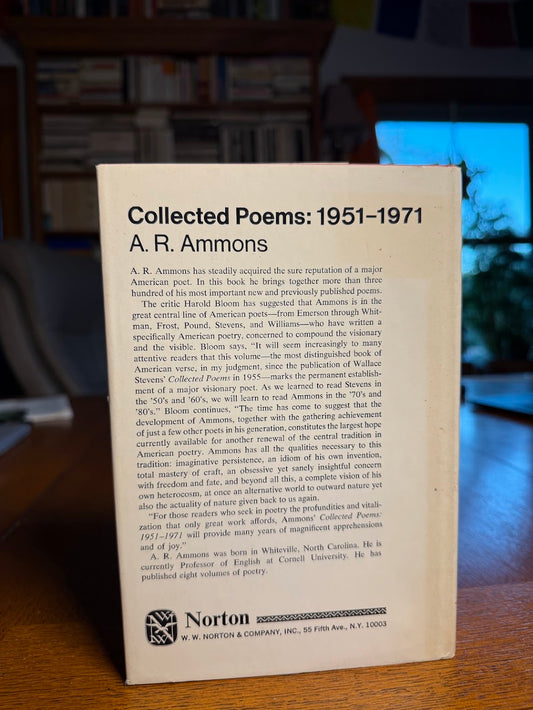 Collected Poems: 1951–1971
A. R. Ammons
A. R. Ammons has steadily acquired the sure reputation of a major
American poet. In this book he brings together more than three
hundred of his most important new and previously published poems.
The critic Harold Bloom has suggested that Ammons is in the
great central line of American poets—from Emerson through Whit-
man, Frost, Pound, Stevens, and Williams—who have written a
specifically American poetry, concerned to compound the visionary
and the visible. Bloom says, "It will seem increasingly to many
attentive readers that this volume—the most distinguished book of
American verse, in my judgment, since the publication of Wallace
Stevens' Collected Poems in 1955—marks the permanent establish-
ment of a major visionary poet. As we learned to read Stevens in
the '50's and '60's, we will learn to read Ammons in the '70's and
'80's." Bloom continues, "The time has come to suggest that the
development of Ammons, together with the gathering achievement
of just a few other poets in his generation, constitutes the largest hope
currently available for another renewal of the central tradition in
American poetry. Ammons has all the qualities necessary to this
tradition: imaginative persistence, an idiom of his own invention,
total mastery of craft, an obsessive yet sanely insightful concern
with freedom and fate, and beyond all this, a complete vision of his
own heterocosm, at once an alternative world to outward nature yet
also the actuality of nature given back to us again.
"For those readers who seek in poetry the profundities and vitali-
zation that only great work affords, Ammons' Collected Poems:
1951–1971 will provide many years of magnificent apprehensions
and of joy."
A. R. Ammons was born in Whiteville, North Carolina. He is
currently Professor of English at Cornell University. He has
published eight volumes of poetry.
Norton
W. W. NORTON & COMPANY, INC., 55 Fifth Ave., N.Y. 10003